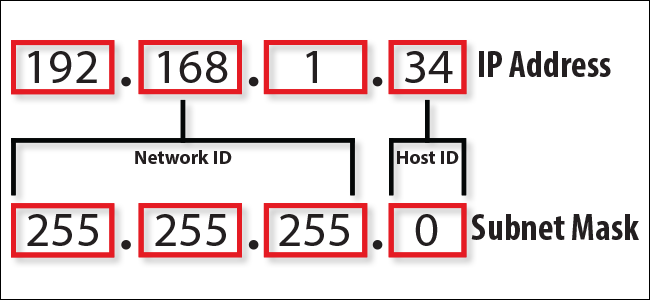 192.168.1.34 IP Address
Network ID Host ID
255.255.255.0 Subnet Mask